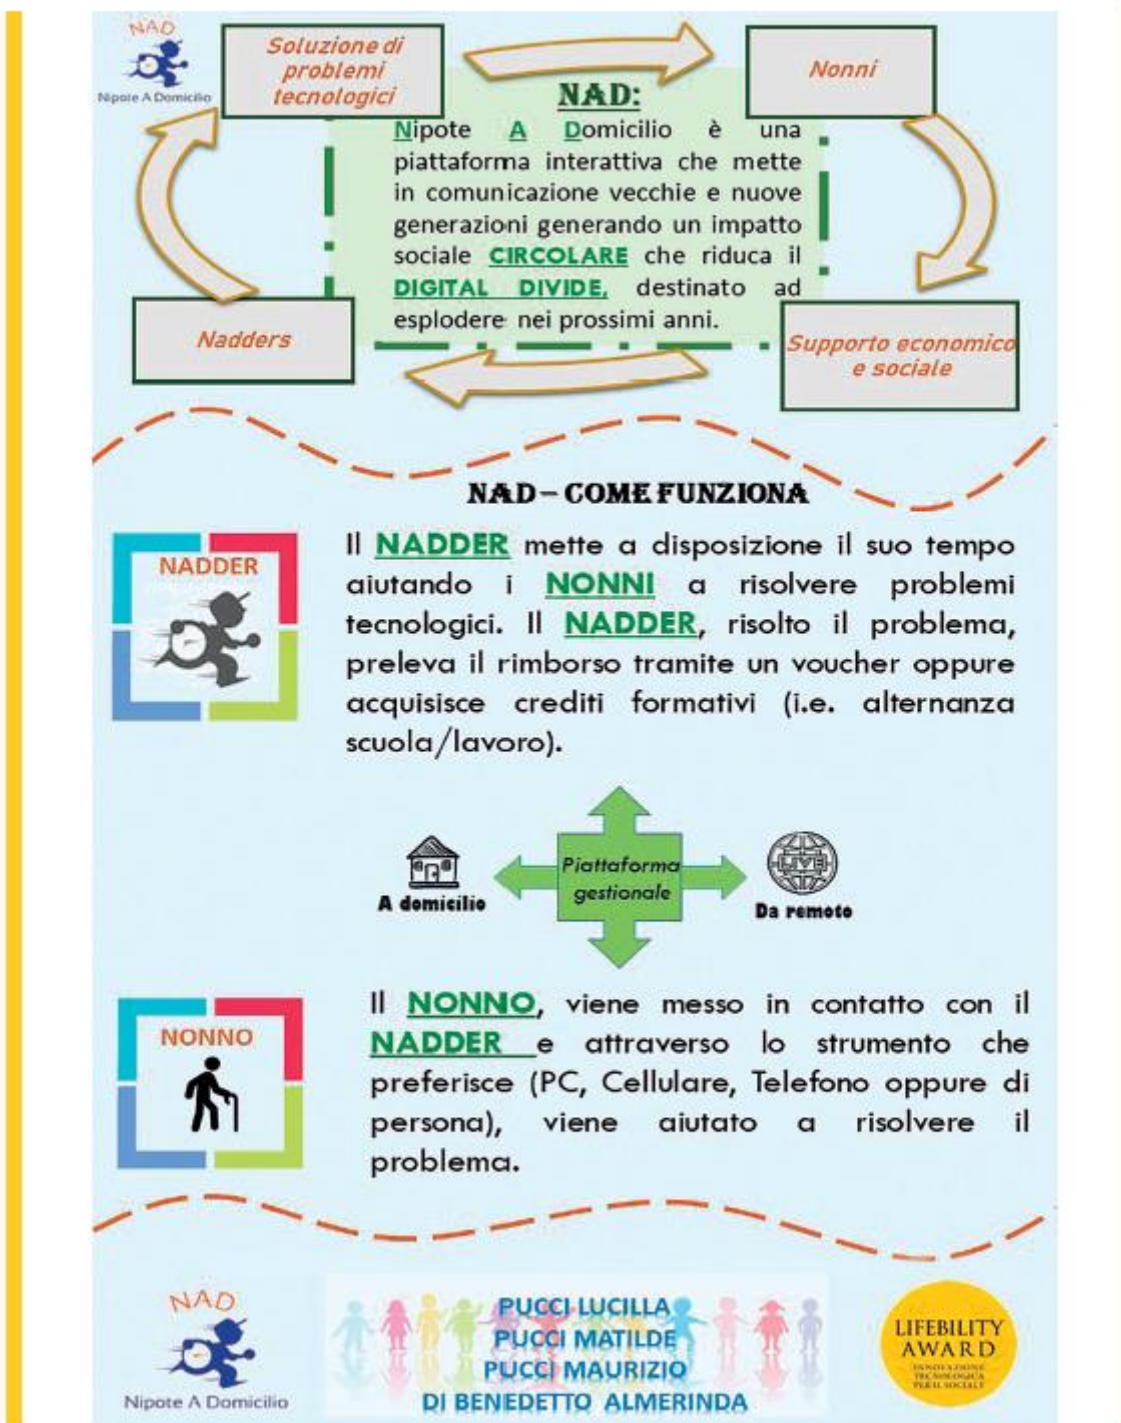 NAD
Nipote A Domicilio
Soluzione di
problemi
tecnologici
Nonni
NAD:
Nipote A Domicilio è una
piattaforma interattiva che mette
in comunicazione vecchie e nuove
generazioni generando un impatto
sociale CIRCOLARE che riduca il
DIGITAL DIVIDE, destinato ad
esplodere nei prossimi anni.
Nadders
Supporto economico
e sociale
NAD – COME FUNZIONA
NADDER
Il NADDER mette a disposizione il suo tempo
aiutando i NONNI a risolvere problemi
tecnologici. Il NADDER, risolto il problema,
preleva il rimborso tramite un voucher oppure
acquisisce crediti formativi (i.e. alternanza
scuola/lavoro).
Piattaforma
gestionale
A domicilio
LIVE
Da remoto
NONNO
Il NONNO, viene messo in contatto con il
NADDER e attraverso lo strumento che
preferisce (PC, Cellulare, Telefono oppure di
persona), viene aiutato a risolvere il
problema.
NAD
Nipote A Domicilio
PUCCI LUCILLA
PUCCI MATILDE
PUCCI MAURIZIO
DI BENEDETTO ALMERINDA
LIFEBILITY
AWARD
INNOVAZIONE
TECNOLOGICA
PER IL SOCIALE